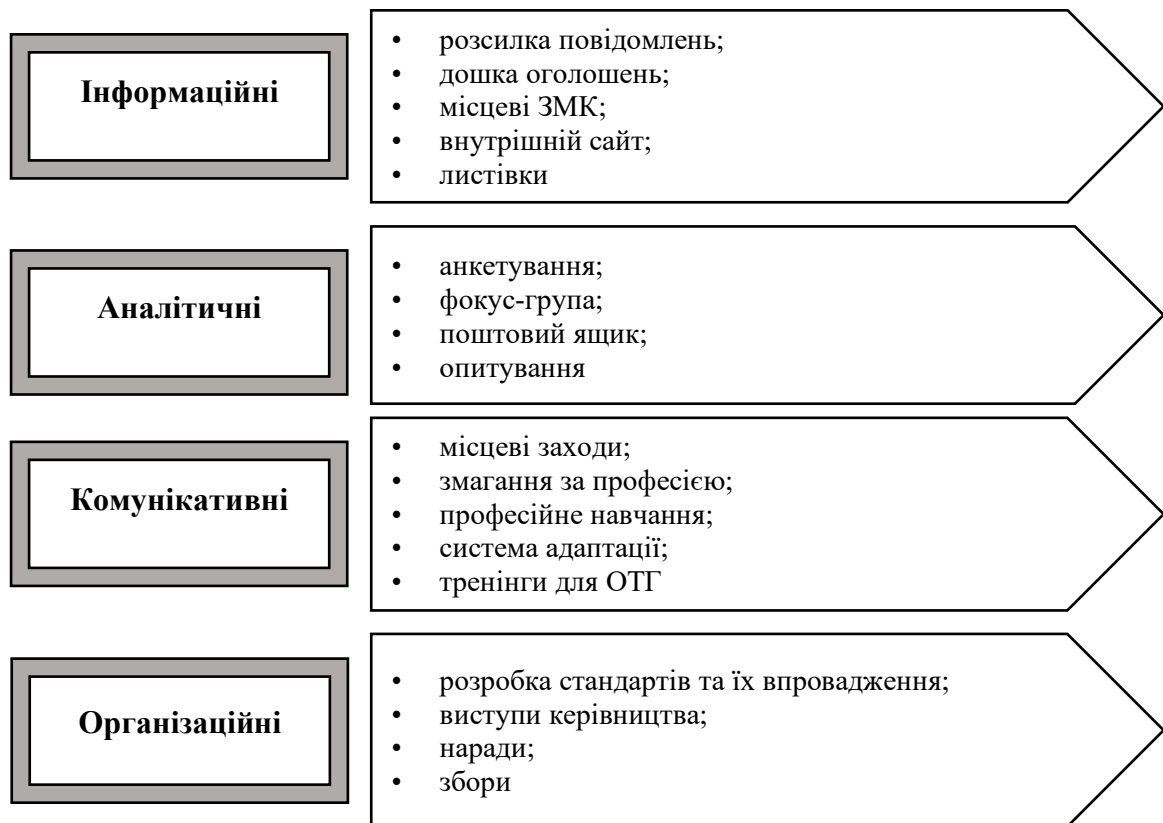 Інформаційні
• розсилка повідомлень;
• дошка оголошень;
• місцеві ЗМК;
• внутрішній сайт;
• листівки
Аналітичні
• анкетування;
• фокус-група;
• поштовий ящик;
• опитування
Комунікативні
• місцеві заходи;
• змагання за професією;
• професійне навчання;
• система адаптації;
• тренінги для ОТГ
Організаційні
• розробка стандартів та їх впровадження;
• виступи керівництва;
• наради;
• збори